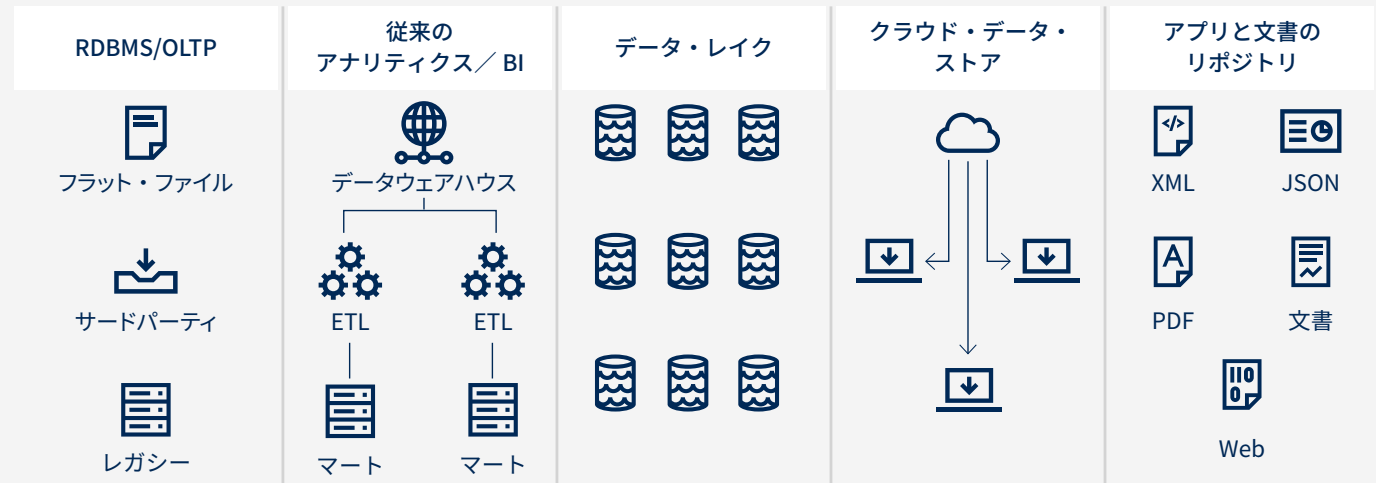 RDBMS/OLTP
フラット・ファイル
サードパーティ
レガシー
従来の
アナリティクス／ BI
データウェアハウス
ETL
ETL
マート
マート
データ・レイク
クラウド・データ・
ストア
アプリと文書の
リポジトリ
</>
XML
JSON
A
PDF
文書
IIO
O
Web